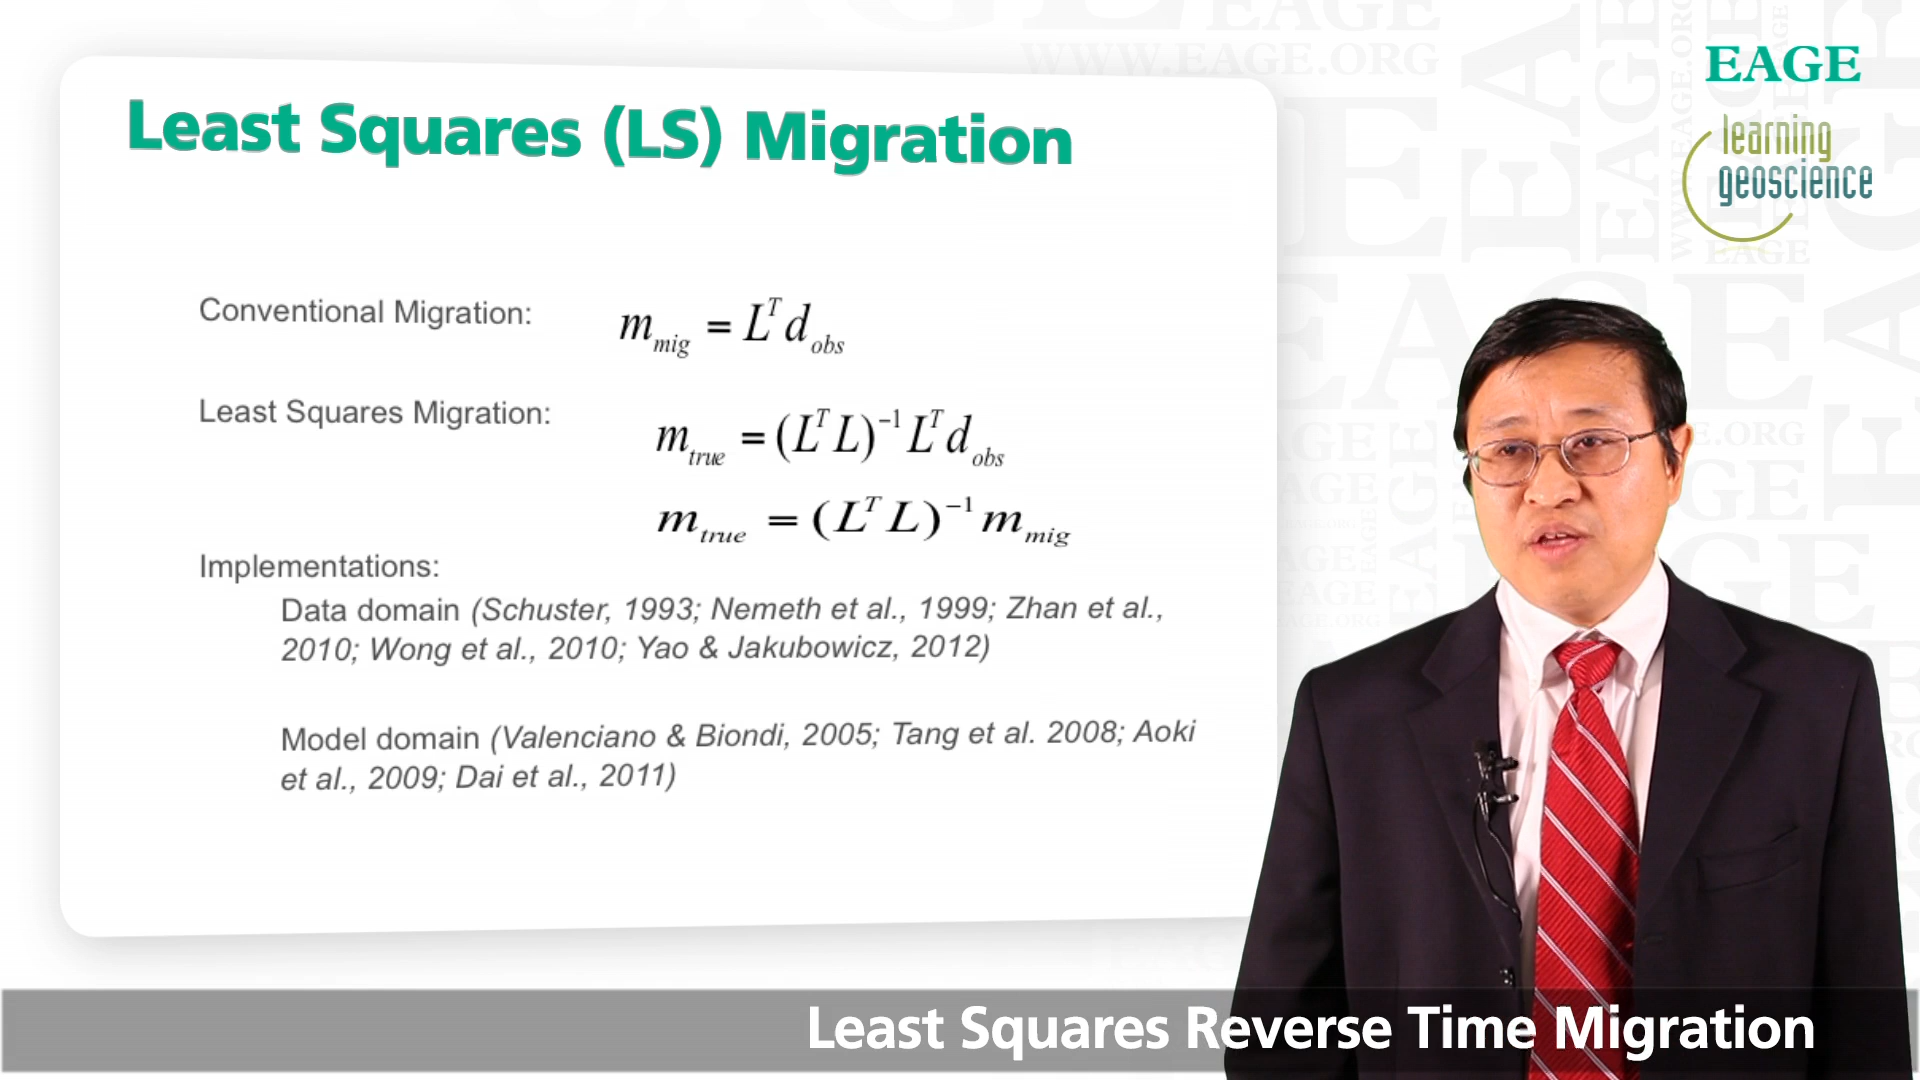 Least Squares (LS) Migration
Conventional Migration: m_mig = L^T d_obs
Least Squares Migration: m_true = (L^T L)^-1 L^T d_obs
m_true = (L^T L)^-1 m_mig
Implementations:
Data domain (Schuster, 1993; Nemeth et al., 1999; Zhan et al.,
2010; Wong et al., 2010; Yao & Jakubowicz, 2012)
Model domain (Valenciano & Biondi, 2005; Tang et al. 2008; Aoki
et al., 2009; Dai et al., 2011)
EAGE
learning
geoscience
WWW.EAGE.ORG
Least Squares Reverse Time Migration